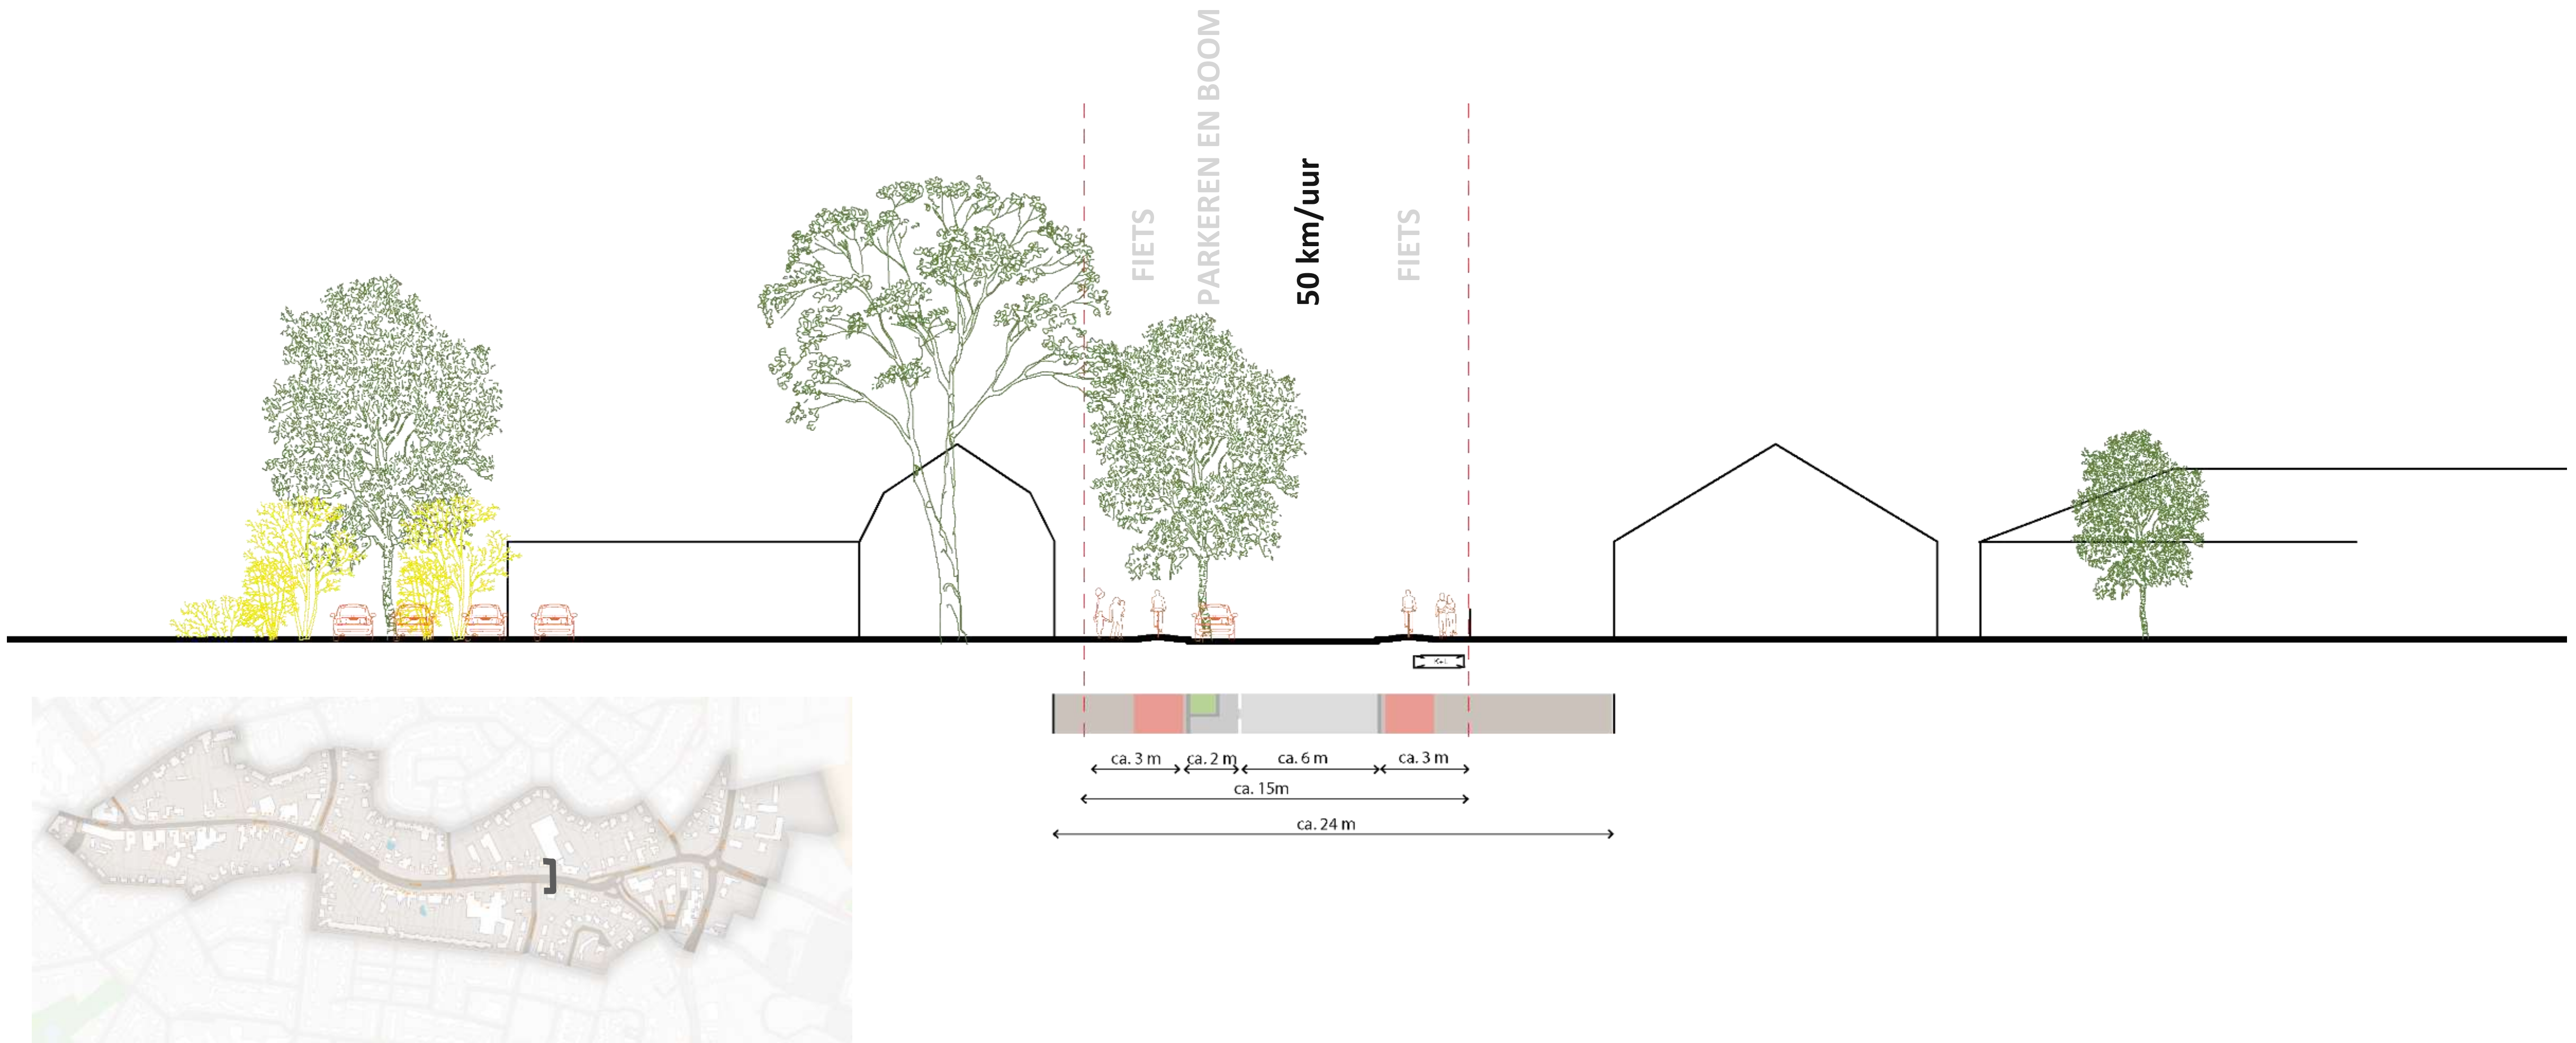 FIETS
PARKEREN EN BOOM
50 km/uur
FIETS
ca. 3 m
ca. 2 m
ca. 6 m
ca. 3 m
ca. 15m
ca. 24 m